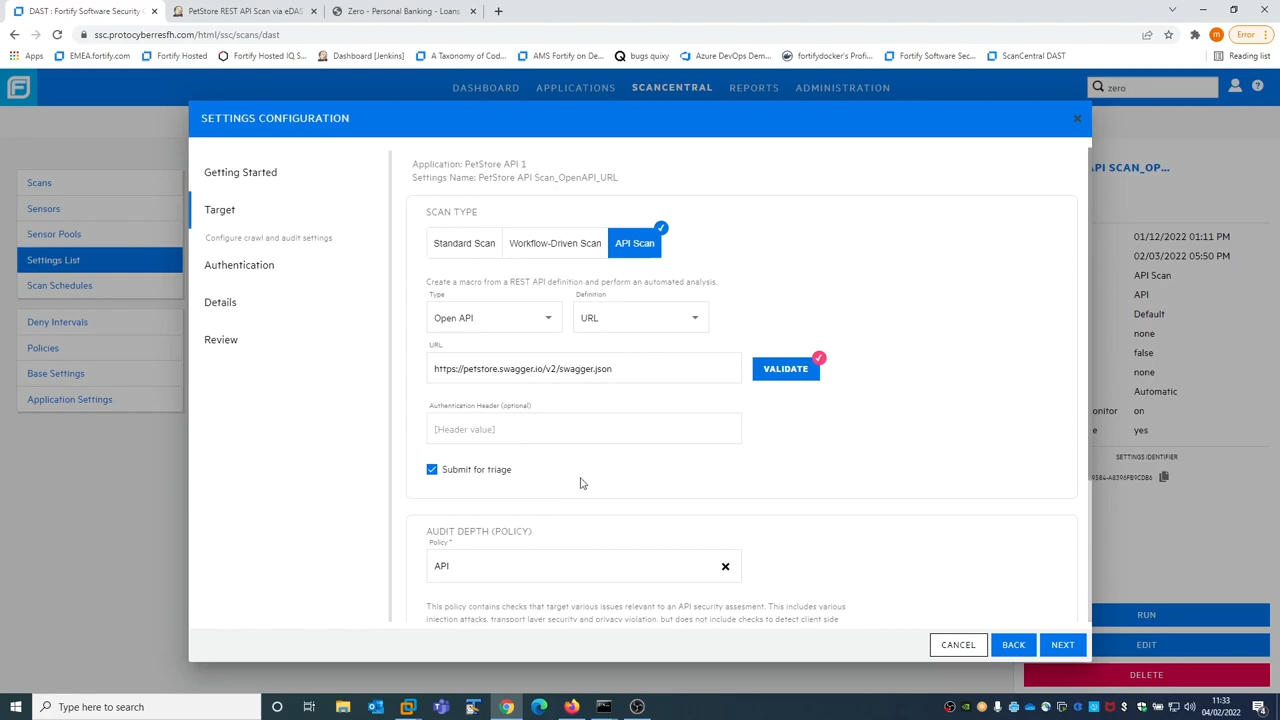 DAST : Fortify Software Security C
PetStore REST API Scan via eDAS
Zero - Personal Banking - Loans
ssc.protocyberresfh.com/html/ssc/scans/dast
Error
Apps
EMEA.fortify.com
Fortify Hosted
Fortify Hosted IQ S...
Dashboard [Jenkins]
A Taxonomy of Cod...
AMS Fortify on De...
bugs quixy
Azure DevOps Dem...
fortifydocker's Profi...
Fortify Software Sec...
ScanCentral DAST
Reading list
DASHBOARD
APPLICATIONS
SCANCENTRAL
REPORTS
ADMINISTRATION
zero
SETTINGS CONFIGURATION
Scans
Sensors
Sensor Pools
Settings List
Scan Schedules
Deny Intervals
Policies
Base Settings
Application Settings
Getting Started
Target
Configure crawl and audit settings
Authentication
Details
Review
Application: PetStore API 1
Settings Name: PetStore API Scan_OpenAPI_URL
SCAN TYPE
Standard Scan
Workflow-Driven Scan
API Scan
Create a macro from a REST API definition and perform an automated analysis.
Type
Definition
Open API
URL
URL
https://petstore.swagger.io/v2/swagger.json
VALIDATE
Authentication Header (optional)
[Header value]
Submit for triage
AUDIT DEPTH (POLICY)
Policy *
API
This policy contains checks that target various issues relevant to an API security assesment. This includes various
injection attacks, transport layer security and privacy violation, but does not include checks to detect client side
CANCEL
BACK
NEXT
API SCAN_OP...
01/12/2022 01:11 PM
02/03/2022 05:50 PM
API Scan
API
Default
none
false
none
Automatic
onitor on
e yes
SETTINGS IDENTIFIER
9584-A8396FB9CDB6
RUN
EDIT
DELETE
Type here to search
11:33
04/02/2022